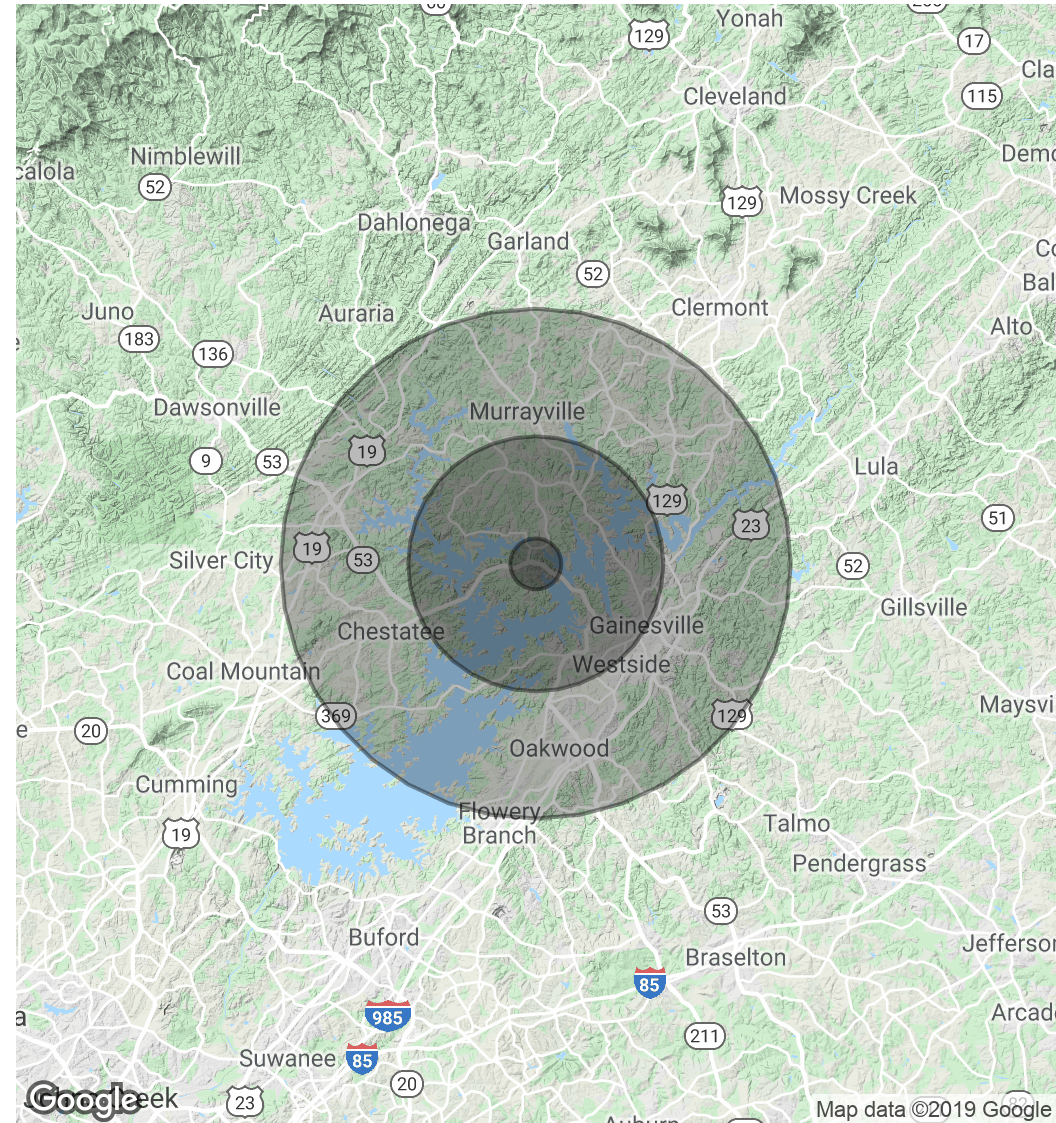 Yonah
129
17
Cla
115
Cleveland
Nimblewill
calola
52
Demo
129
Mossy Creek
Dahlonega
Garland
52
Co
Bal
Juno
Auraria
Clermont
183
136
Alto
Dawsonville
Murrayville
19
9
53
Lula
129
23
51
19
53
Silver City
52
Gillsville
Chestatee
Gainesville
Westside
Coal Mountain
369
129
Maysvi
e
20
Oakwood
Cumming
Flowery
Branch
19
Talmo
Pendergrass
53
Buford
Braselton
Jefferson
85
a
985
Arcad
211
Suwanee
85
20
Google
eek
23
Auburn
Map data ©2019 Google